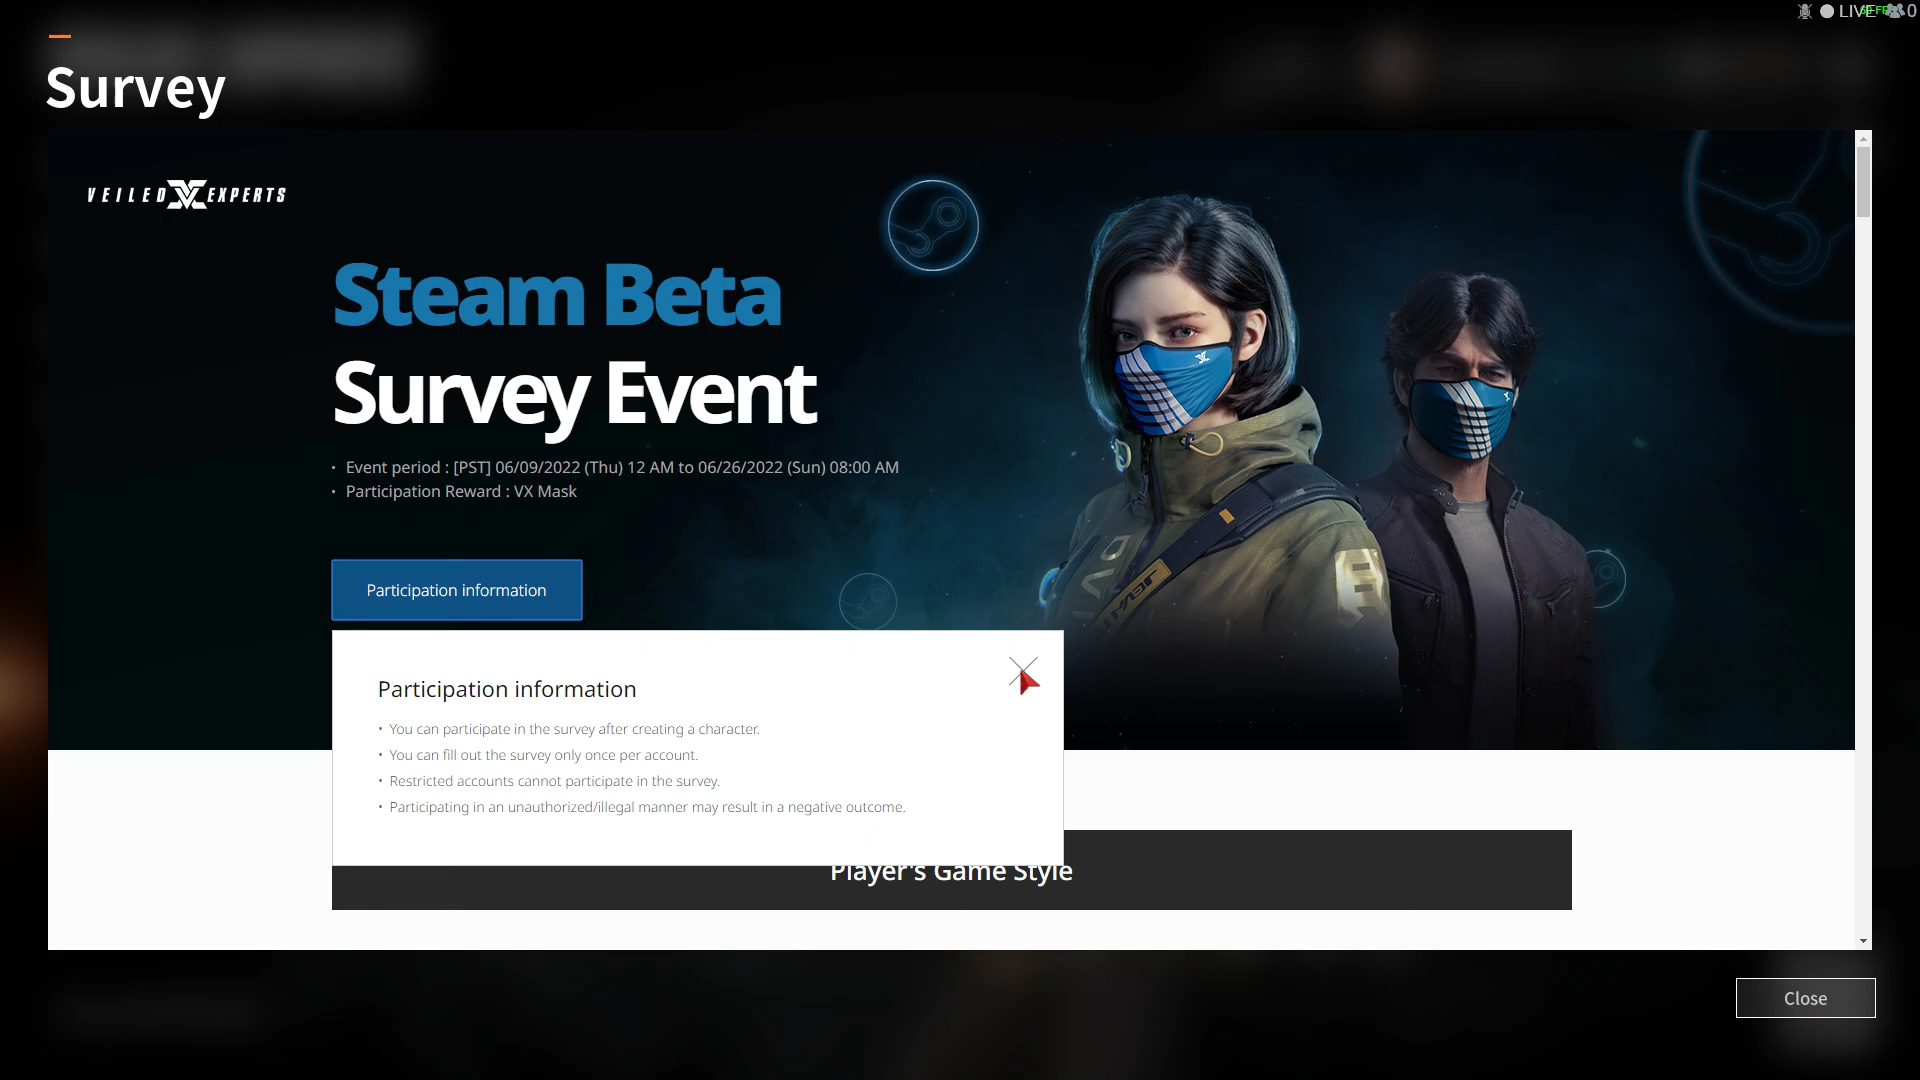 LIVE 0
Survey
VEILED EXPERTS
Steam Beta
Survey Event
• Event period : [PST] 06/09/2022 (Thu) 12 AM to 06/26/2022 (Sun) 08:00 AM
• Participation Reward : VX Mask
Participation information
Participation information
• You can participate in the survey after creating a character.
• You can fill out the survey only once per account.
• Restricted accounts cannot participate in the survey.
• Participating in an unauthorized/illegal manner may result in a negative outcome.
Player's Game Style
Close